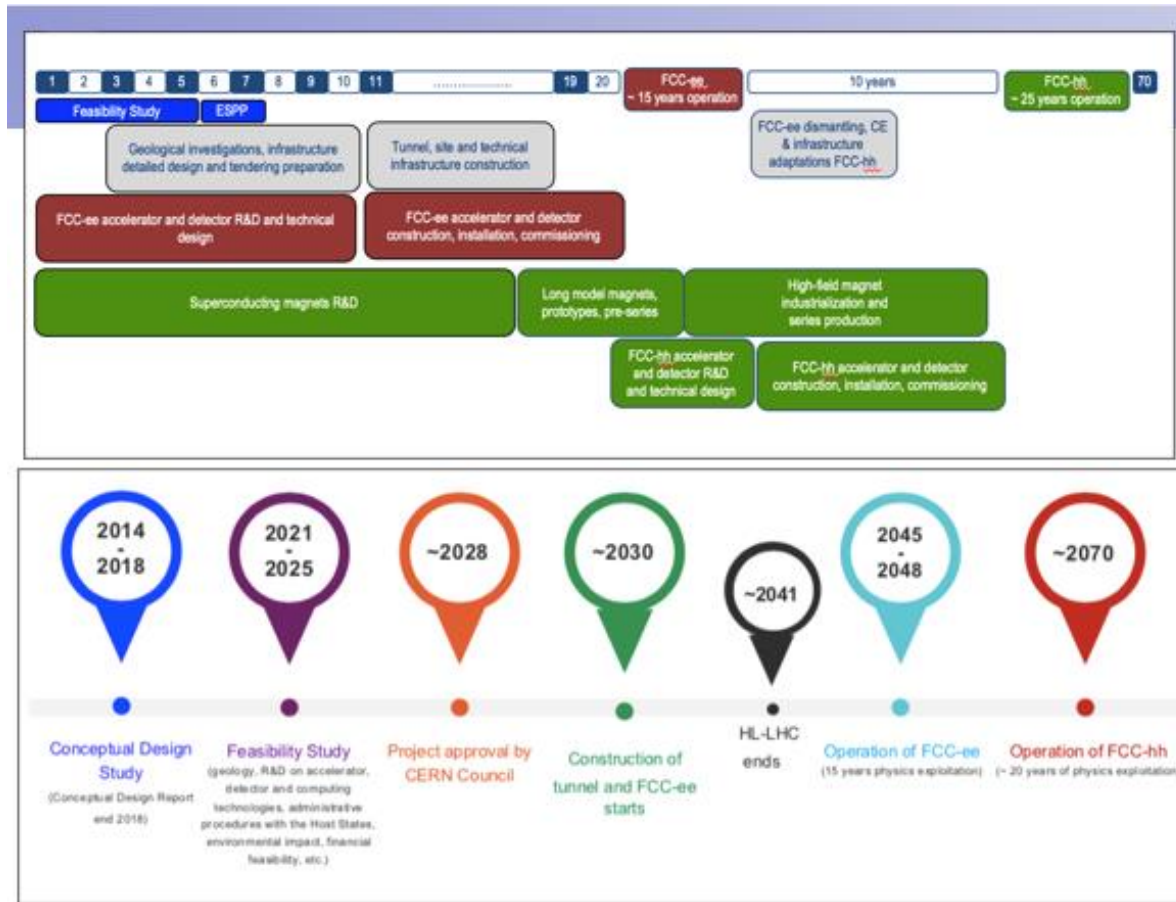 1 2 3 4 5 6 7 8 9 10 11 ........................ 19 20
FCC-ee,
~ 15 years operation
10 years
FCC-hh,
~ 25 years operation
70
Feasibility Study
ESPP
Geological investigations, infrastructure
detailed design and tendering preparation
Tunnel, site and technical
infrastructure construction
FCC-ee dismantling, CE
& infrastructure
adaptations FCC-hh
FCC-ee accelerator and detector R&D and technical
design
FCC-ee accelerator and detector
construction, installation, commissioning
Superconducting magnets R&D
Long model magnets,
prototypes, pre-series
High-field magnet
industrialization and
series production
FCC-hh accelerator
and detector R&D
and technical design
FCC-hh accelerator and detector
construction, installation, commissioning
2014
-
2018
2021
-
2025
~2028
~2030
~2041
2045
-
2048
~2070
Conceptual Design
Study
(Conceptual Design Report
end 2018)
Feasibility Study
(geology, R&D on accelerator,
detector and computing
technologies, administrative
procedures with the Host States,
environmental impact, financial
feasibility, etc.)
Project approval by
CERN Council
Construction of
tunnel and FCC-ee
starts
HL-LHC
ends
Operation of FCC-ee
(15 years physics exploitation)
Operation of FCC-hh
(~ 20 years of physics exploitation